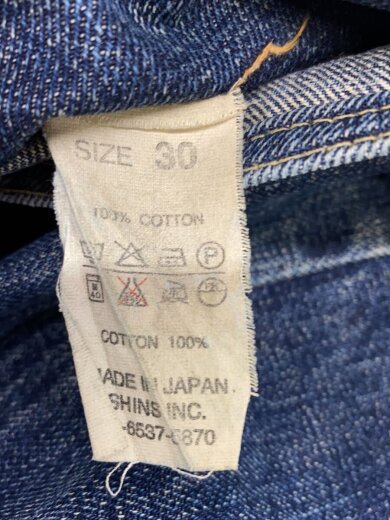 SIZE 30
100% COTTON
COTTON 100%
MADE IN JAPAN
SHINS INC.
-6537-5870